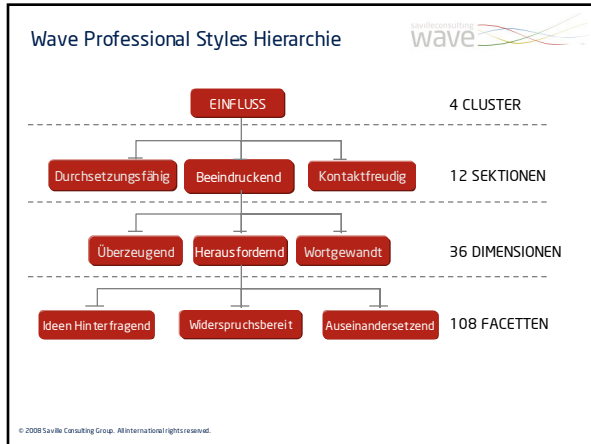 Wave Professional Styles Hierarchie
savilleconsulting
wave
EINFLUSS
4 CLUSTER
Durchsetzungsfähig
Beeindruckend
Kontaktfreudig
12 SEKTIONEN
Überzeugend
Herausfordernd
Wortgewandt
36 DIMENSIONEN
Ideen Hinterfragend
Widerspruchsbereit
Auseinandersetzend
108 FACETTEN
© 2008 Saville Consulting Group. All international rights reserved.